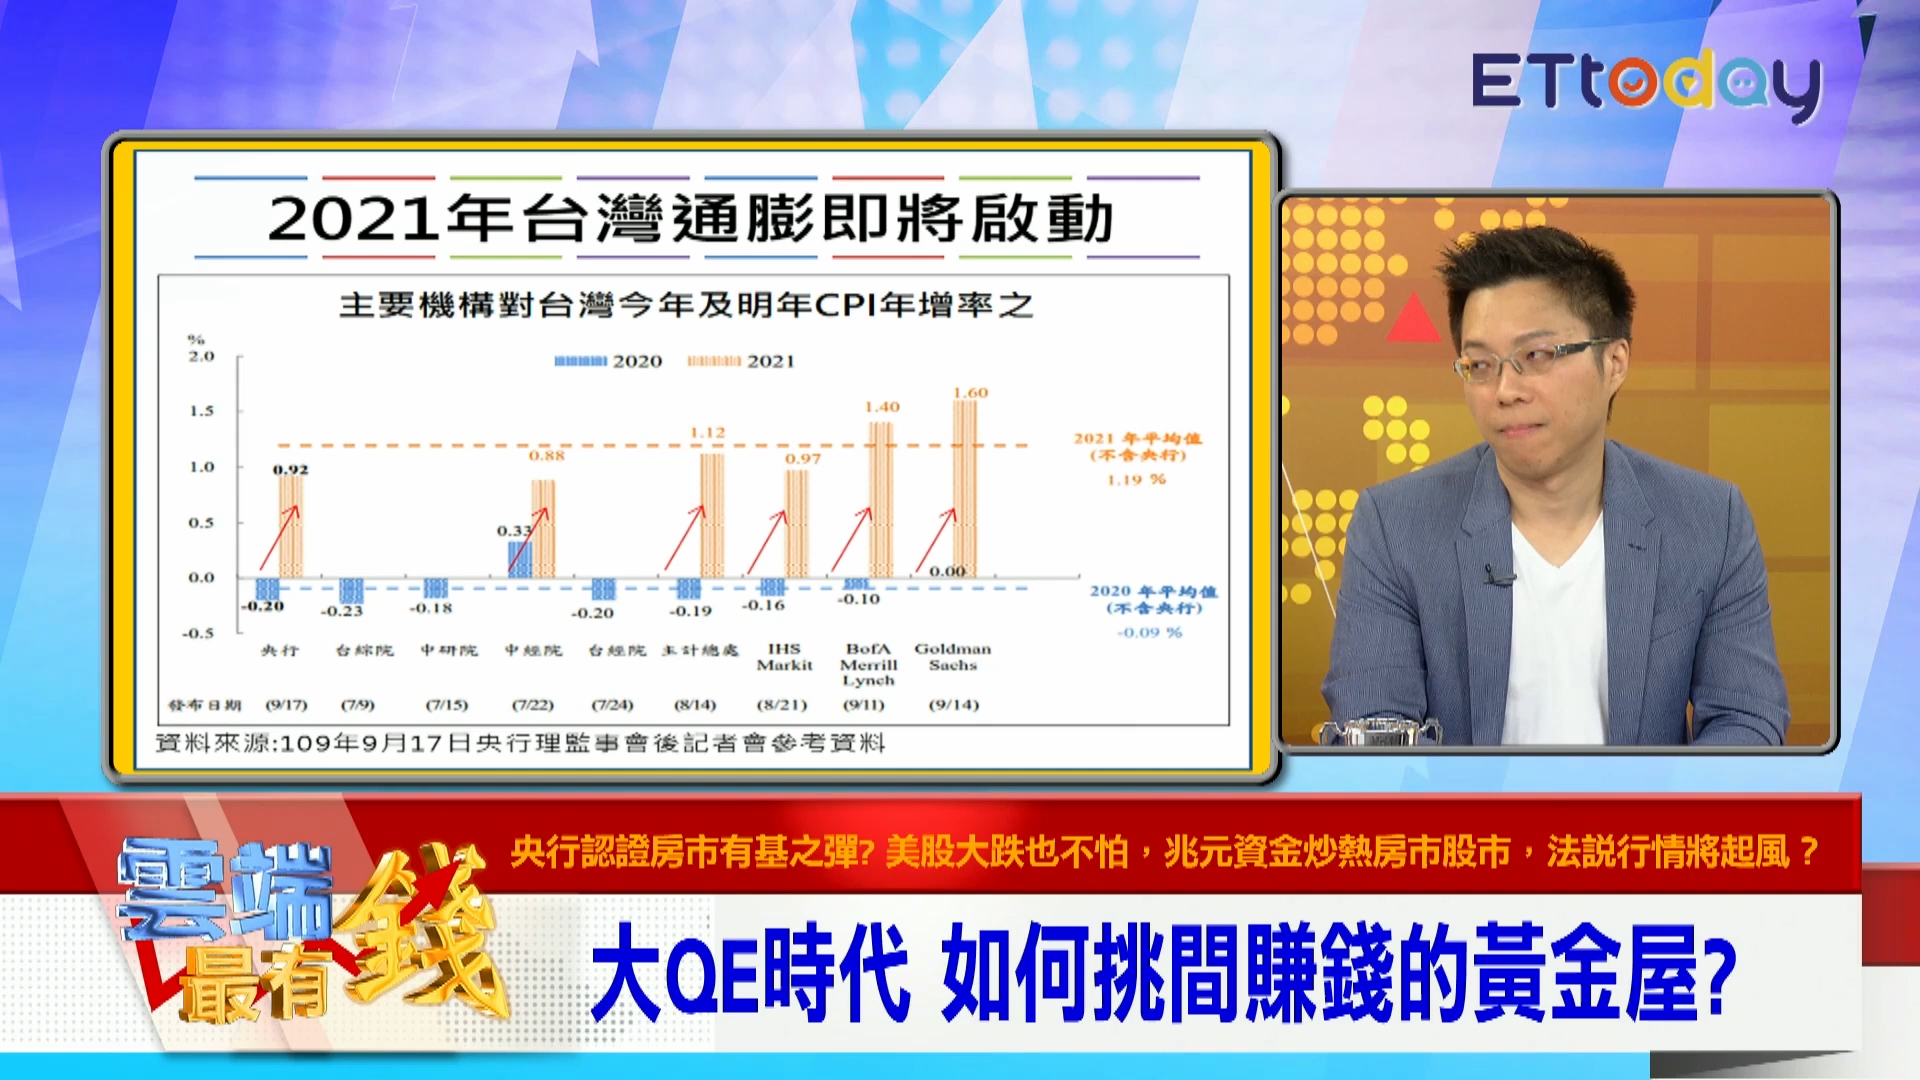 ETtoday
2021年台灣通膨即將啟動
主要機構對台灣今年及明年CPI年增率之
%
2020 2021
2.0
1.5
1.0
0.5
0.0
-0.5
0.92 0.33 0.88 1.12 0.97 1.40 1.60
-0.20 -0.23 -0.18 -0.20 -0.19 -0.16 -0.10 0.00
2021 年平均值
(不含央行)
1.19 %
2020 年平均值
(不含央行)
-0.09 %
央行 台綜院 中研院 中經院 台經院 主計總處 IHS Markit BofA Merrill Lynch Goldman Sachs
發布日期 (9/17) (7/9) (7/15) (7/22) (7/24) (8/14) (8/21) (9/11) (9/14)
資料來源:109年9月17日央行理監事會後記者會參考資料
雲端
最有錢
央行認證房市有基之彈? 美股大跌也不怕，兆元資金炒熱房市股市，法說行情將起風？
大QE時代 如何挑間賺錢的黃金屋?